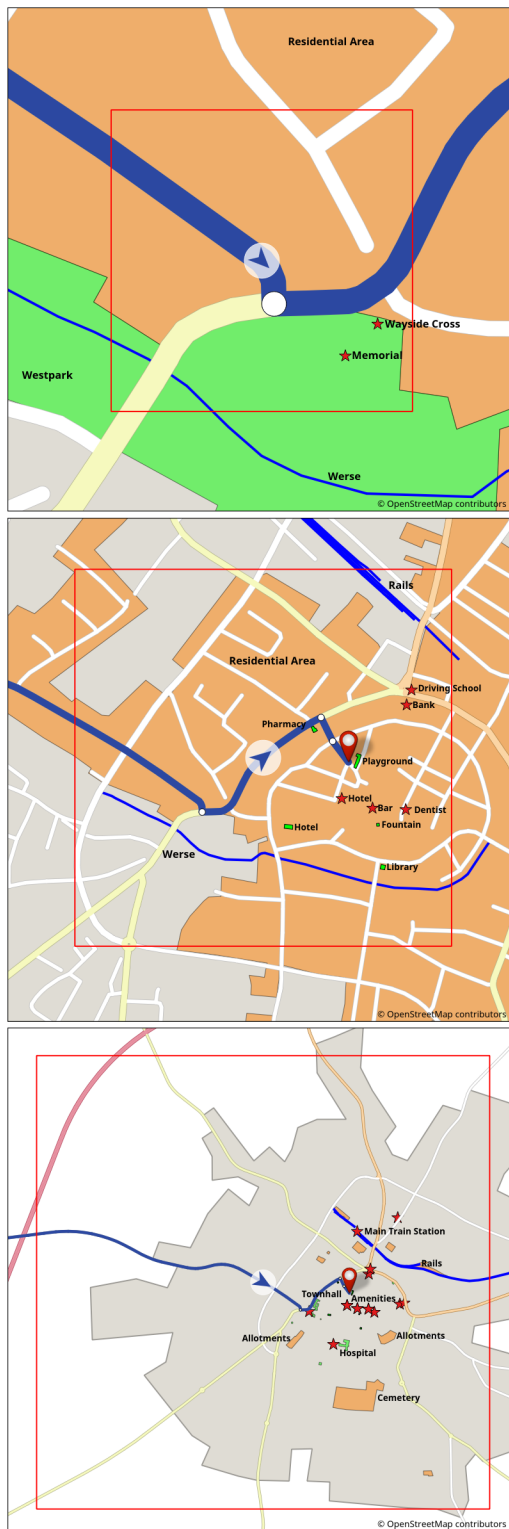 Residential Area
Wayside Cross
Memorial
Westpark
Werse
© OpenStreetMap contributors
Rails
Residential Area
Driving School
Bank
Pharmacy
Playground
Hotel
Bar
Dentist
Fountain
Hotel
Werse
Library
© OpenStreetMap contributors
Main Train Station
Rails
Townhall
Amenities
Allotments
Allotments
Hospital
Cemetery
© OpenStreetMap contributors